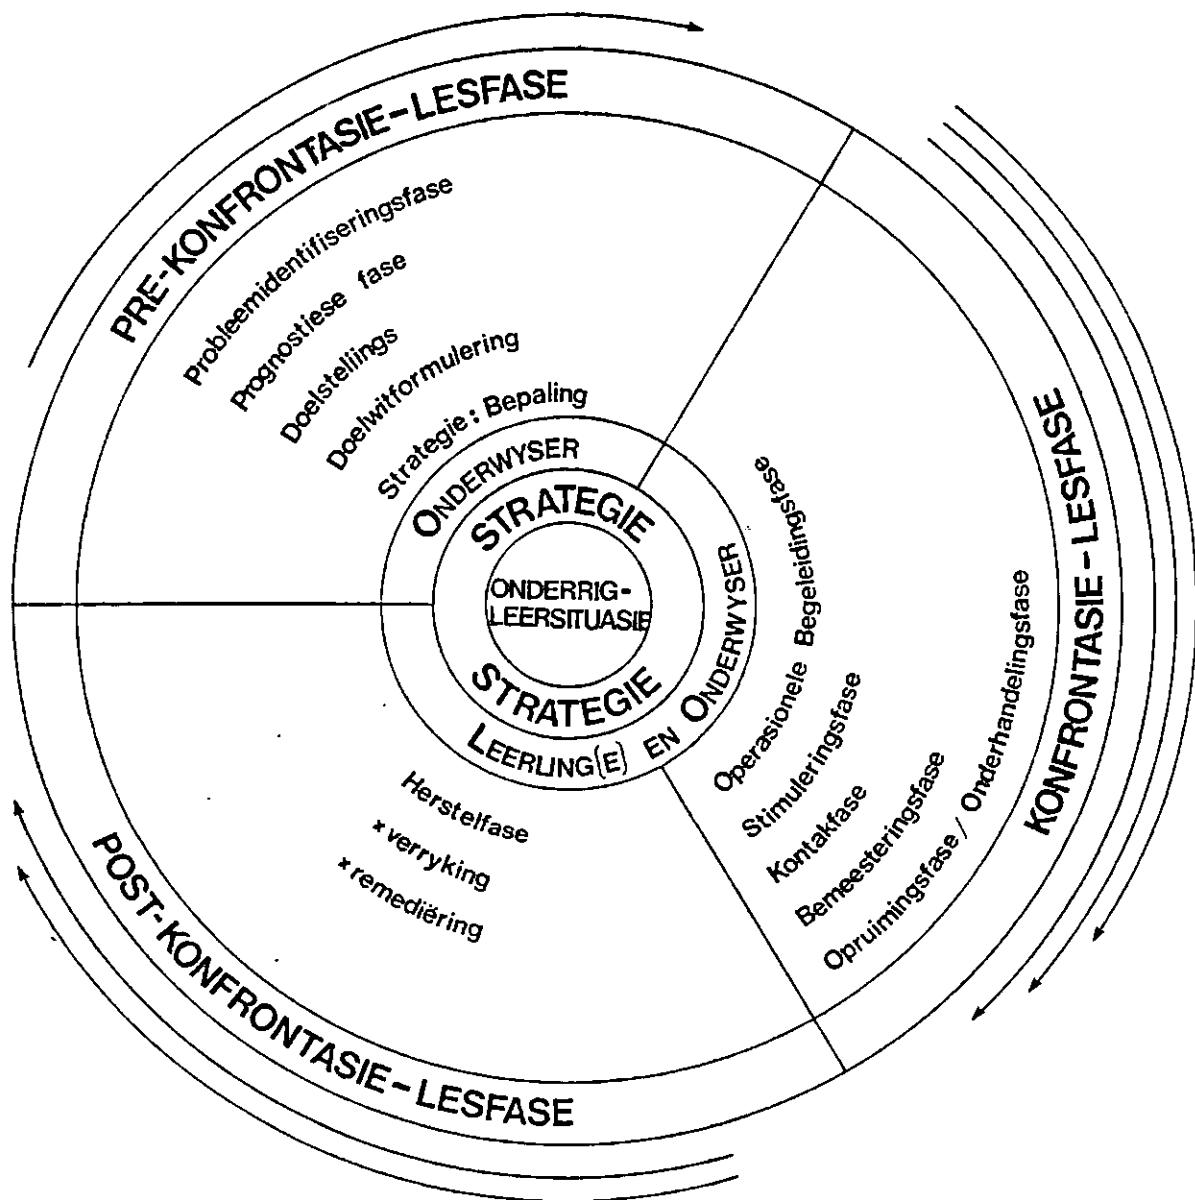 PRE-KONFRONTASIE-LESFASE
Probleemidentifiseringsfase
Prognostiese fase
Doelstellings
Doelwitformulering
Strategie: Bepaling
ONDERWYSER
STRATEGIE
ONDERRIG-
LEERSITUASIE
STRATEGIE
LEERLING(E) EN ONDERWYSER
KONFRONTASIE-LESFASE
Operasionele Begeleidingsfase
Stimuleringsfase
Kontakfase
Bemeesteringsfase
Opruimingsfase / Onderhandelingsfase
POST-KONFRONTASIE-LESFASE
Herstelfase
x verryking
x remediëring